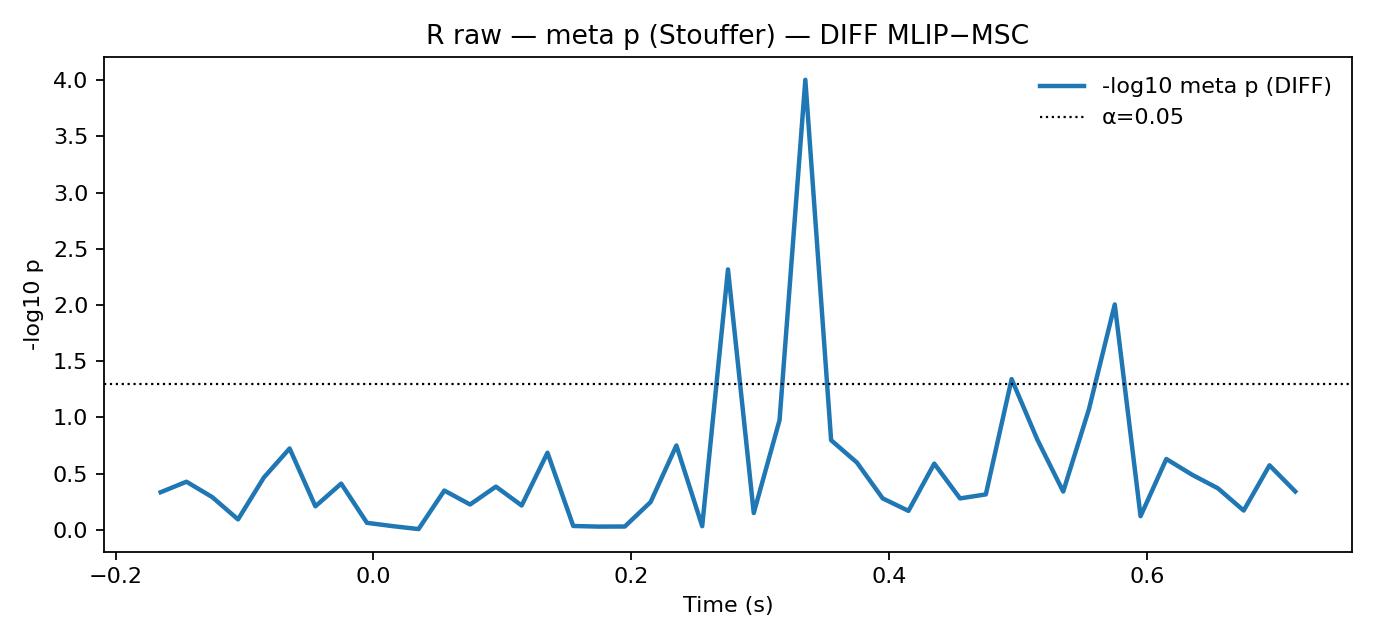 R raw — meta p (Stouffer) — DIFF MLIP−MSC
-log10 meta p (DIFF)
α=0.05
4.0
3.5
3.0
2.5
2.0
1.5
1.0
0.5
0.0
-log10 p
−0.2
0.0
0.2
0.4
0.6
Time (s)